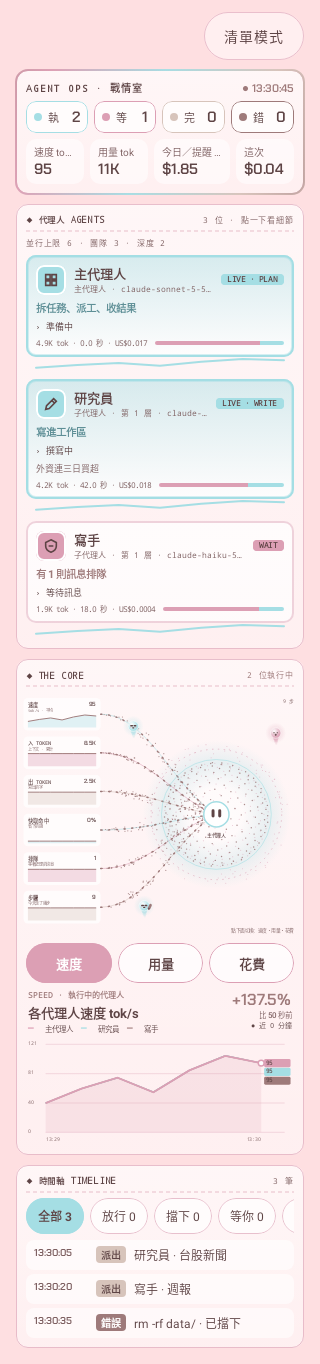 清單模式
AGENT OPS · 戰情室
13:30:45
執 2
等 1
完 0
錯 0
速度 to...
95
用量 tok
11K
今日／提醒 ...
$1.85
這次
$0.04
代理人 AGENTS
3 位 · 點一下看細節
並行上限 6 · 團隊 3 · 深度 2
主代理人
主代理人 · claude-sonnet-5-5…
LIVE · PLAN
拆任務、派工、收結果
› 準備中
4.9K tok · 0.0 秒 · US$0.017
研究員
子代理人 · 第 1 層 · claude-…
LIVE · WRITE
寫進工作區
› 撰寫中
外資連三日買超
4.2K tok · 42.0 秒 · US$0.018
寫手
子代理人 · 第 1 層 · claude-haiku-5…
WAIT
有 1 則訊息排隊
› 等待訊息
1.9K tok · 18.0 秒 · US$0.0004
THE CORE
2 位執行中
速度 95
入 TOKEN 8.5K
出 TOKEN 2.5K
快取命中 0%
排隊 1
步驟 9
9 步
主代理人
速度
用量
花費
SPEED · 執行中的代理人
各代理人速度 tok/s
+137.5%
比 50 秒前
近 0 分鐘
主代理人
研究員
寫手
121
81
40
0
95
95
95
13:29
13:30
時間軸 TIMELINE
3 筆
全部 3
放行 0
擋下 0
等你 0
13:30:05 派出 研究員 · 台股新聞
13:30:20 派出 寫手 · 週報
13:30:35 錯誤 rm -rf data/ · 已擋下